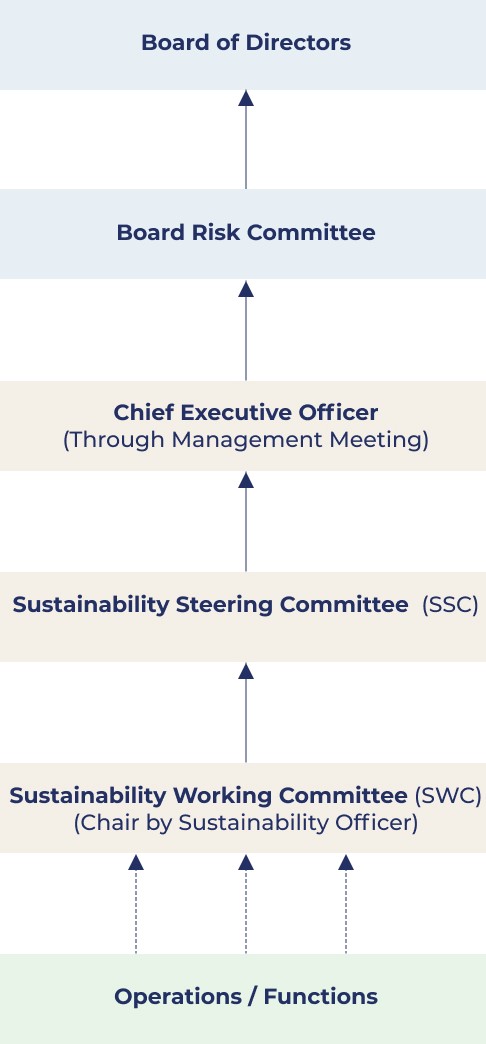 Board of Directors
Board Risk Committee
Chief Executive Officer
(Through Management Meeting)
Sustainability Steering Committee (SSC)
Sustainability Working Committee (SWC)
(Chair by Sustainability Officer)
Operations / Functions